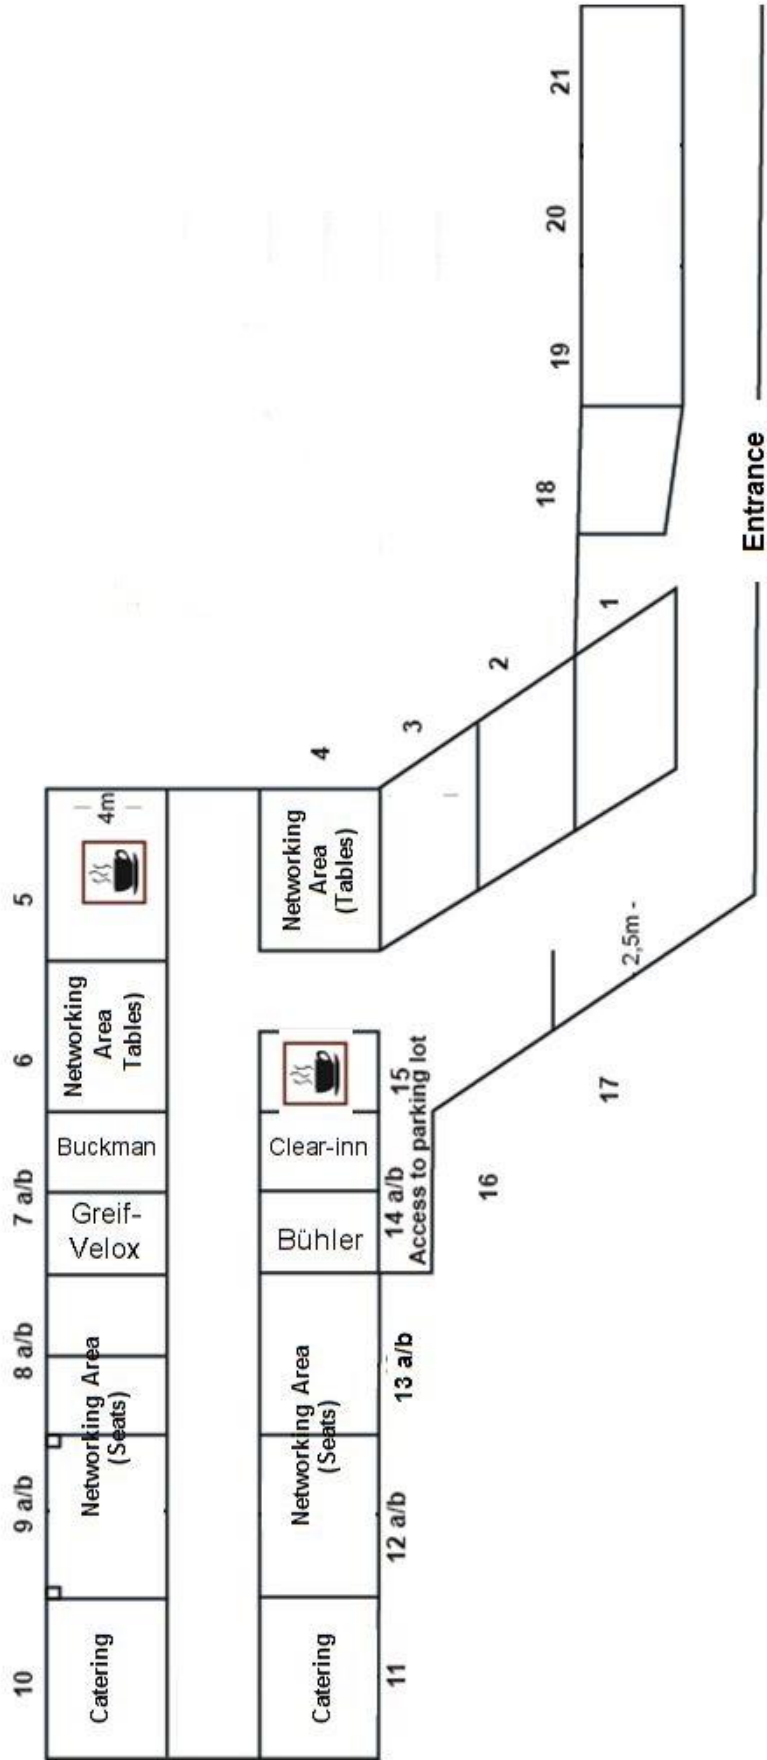 5
6
7 a/b
8 a/b
9 a/b
10
4m
Networking
Area
Tables)
Buckman
Greif-
Velox
Networking Area
(Seats)
Catering
4
Networking
Area
(Tables)
Clear-inn
Bühler
Networking Area
(Seats)
Catering
15
14 a/b
Access to parking lot
13 a/b
12 a/b
11
3
2
1
16
17
2,5m -
18
19
20
21
Entrance